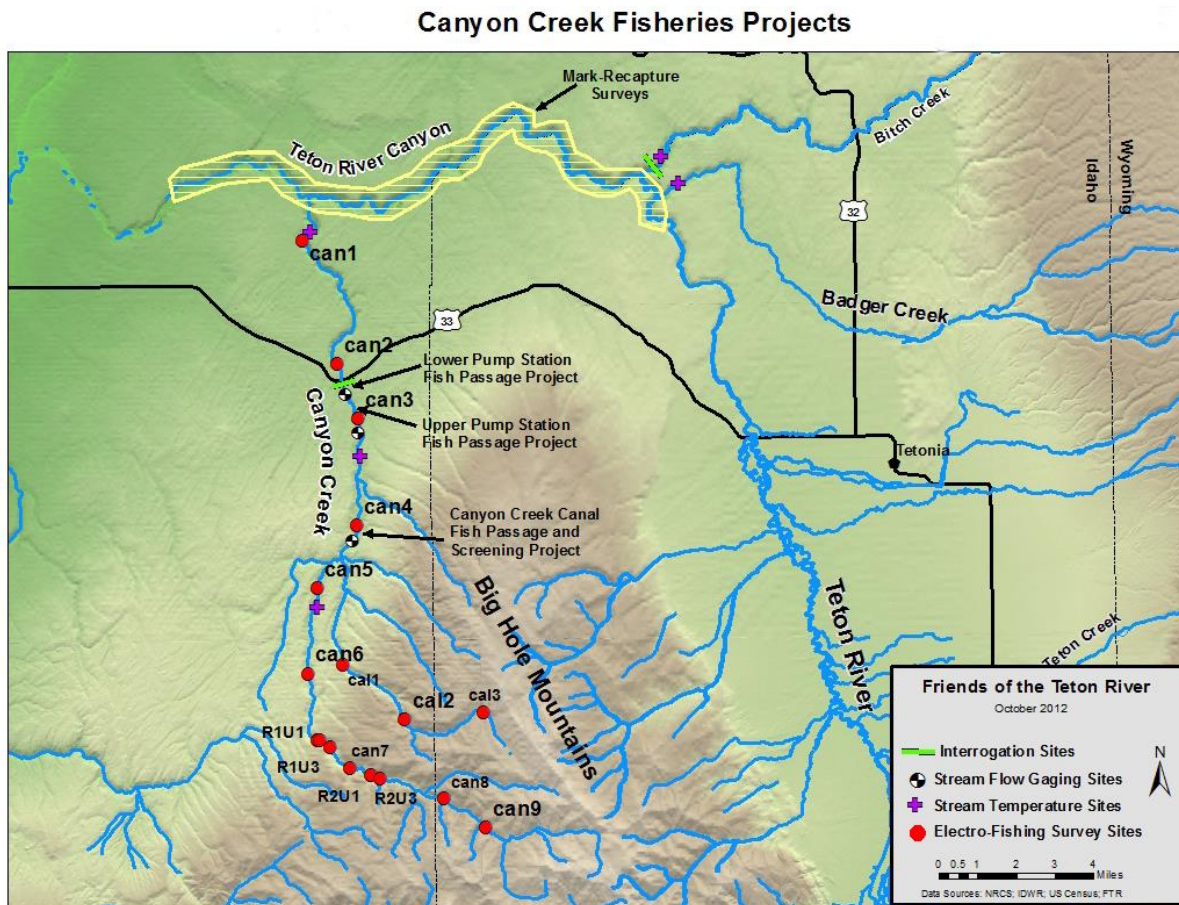 Canyon Creek Fisheries Projects
Mark-Recapture
Surveys
Teton River Canyon
Bitch Creek
Wyoming
Idaho
32
can1
Badger Creek
33
can2
Lower Pump Station
Fish Passage Project
can3
Upper Pump Station
Fish Passage Project
Canyon Creek
Tetonia
can4
Canyon Creek Canal
Fish Passage and
Screening Project
can5
Big Hole Mountains
Teton River
Teton Creek
can6
cal1
cal2
cal3
R1U1
can7
R1U3
R2U1
R2U3
can8
can9
Friends of the Teton River
October 2012
Interrogation Sites
Stream Flow Gaging Sites
Stream Temperature Sites
Electro-Fishing Survey Sites
N
0 0.5 1 2 3 4
Miles
Data Sources: NRCS; IDWR; US Census; FTR